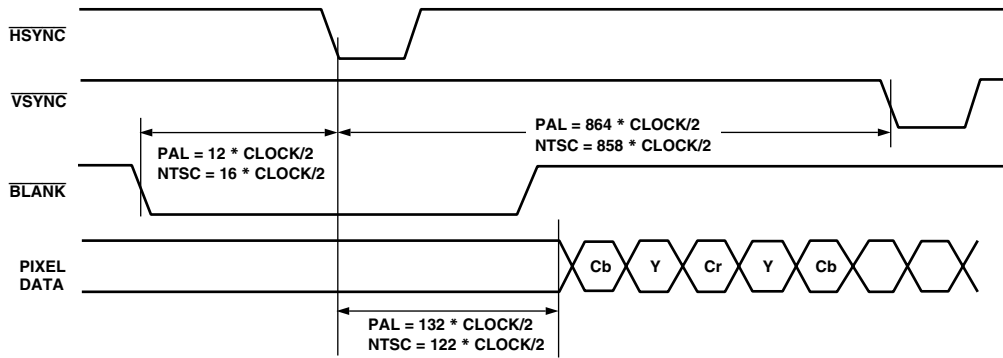 HSYNC
VSYNC
PAL = 864 * CLOCK/2
NTSC = 858 * CLOCK/2
PAL = 12 * CLOCK/2
NTSC = 16 * CLOCK/2
BLANK
PIXEL
DATA
Cb Y Cr Y Cb
PAL = 132 * CLOCK/2
NTSC = 122 * CLOCK/2